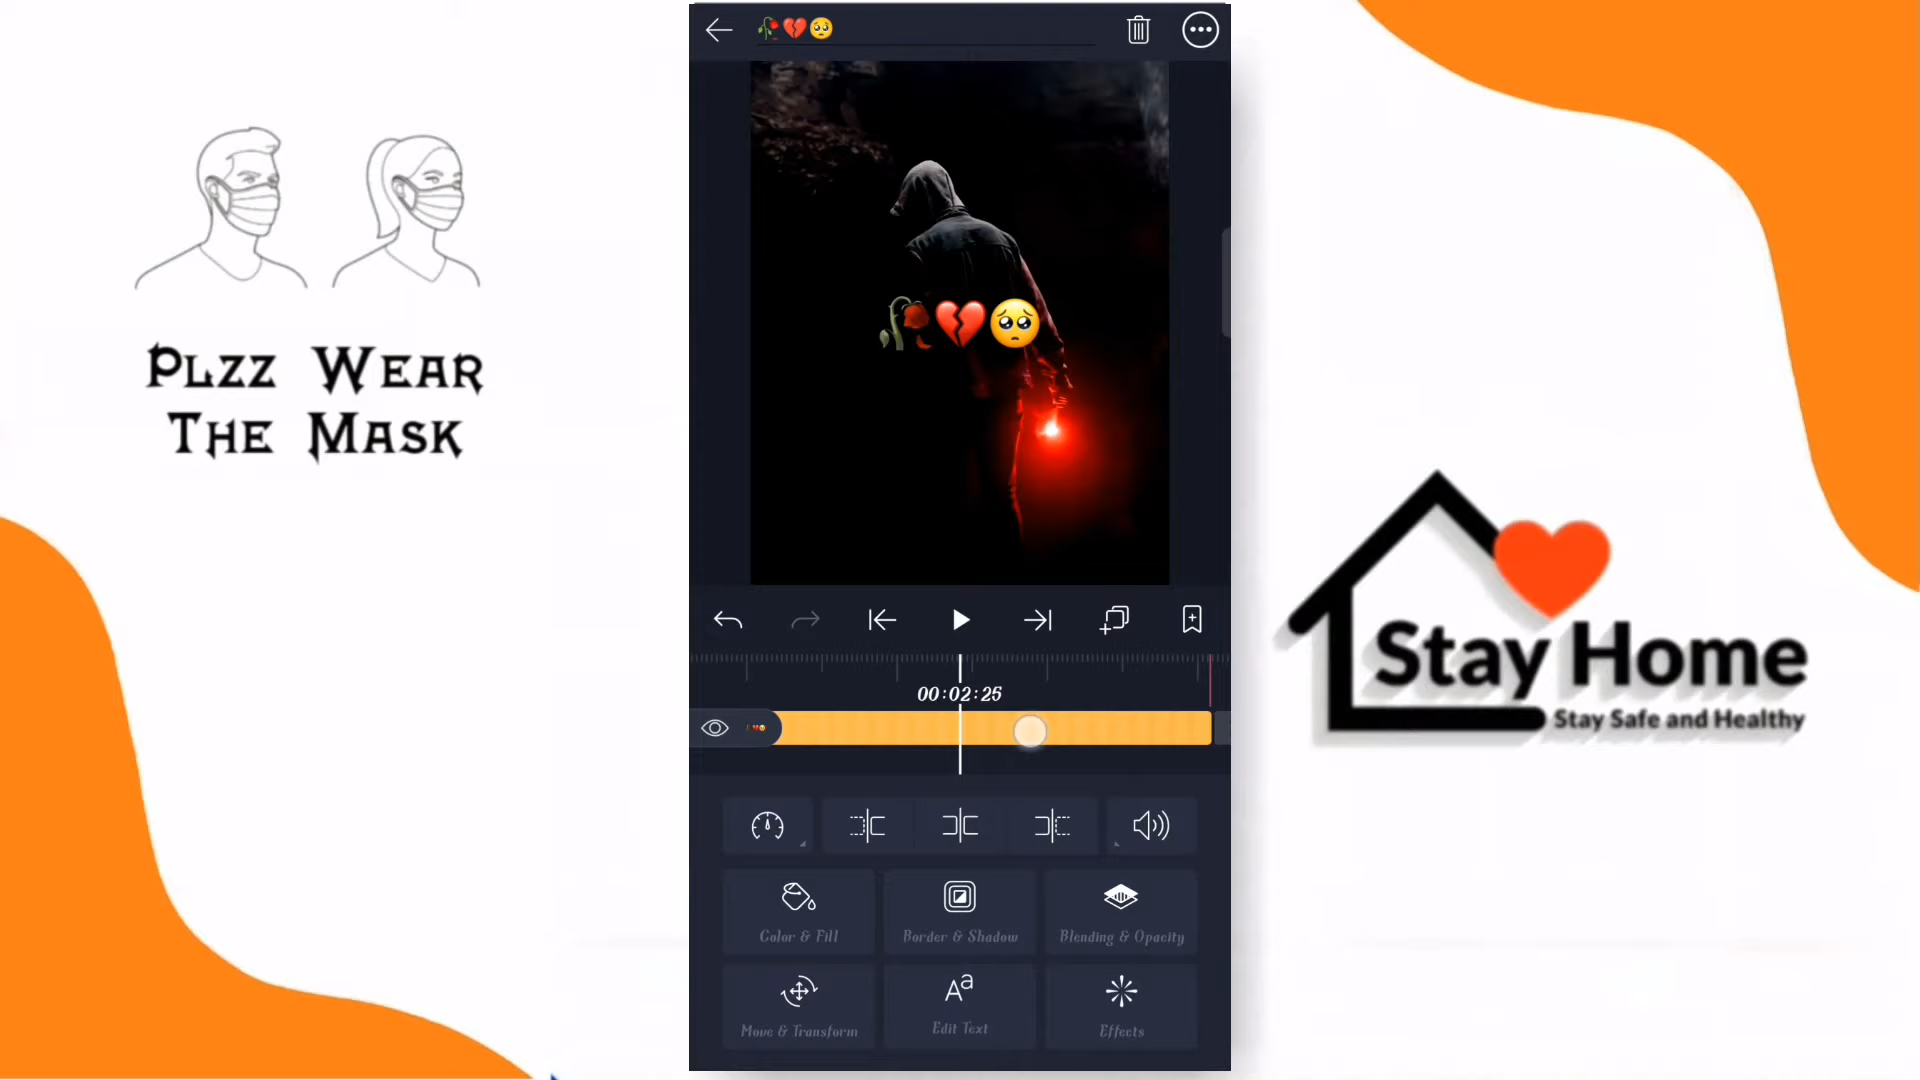 🥀💔🥺
PLZZ WEAR
THE MASK
🥀💔🥺
00:02:25
Color & Fill
Border & Shadow
Blending & Opacity
Move & Transform
Aa
Edit Text
Effects
Stay Home
Stay Safe and Healthy